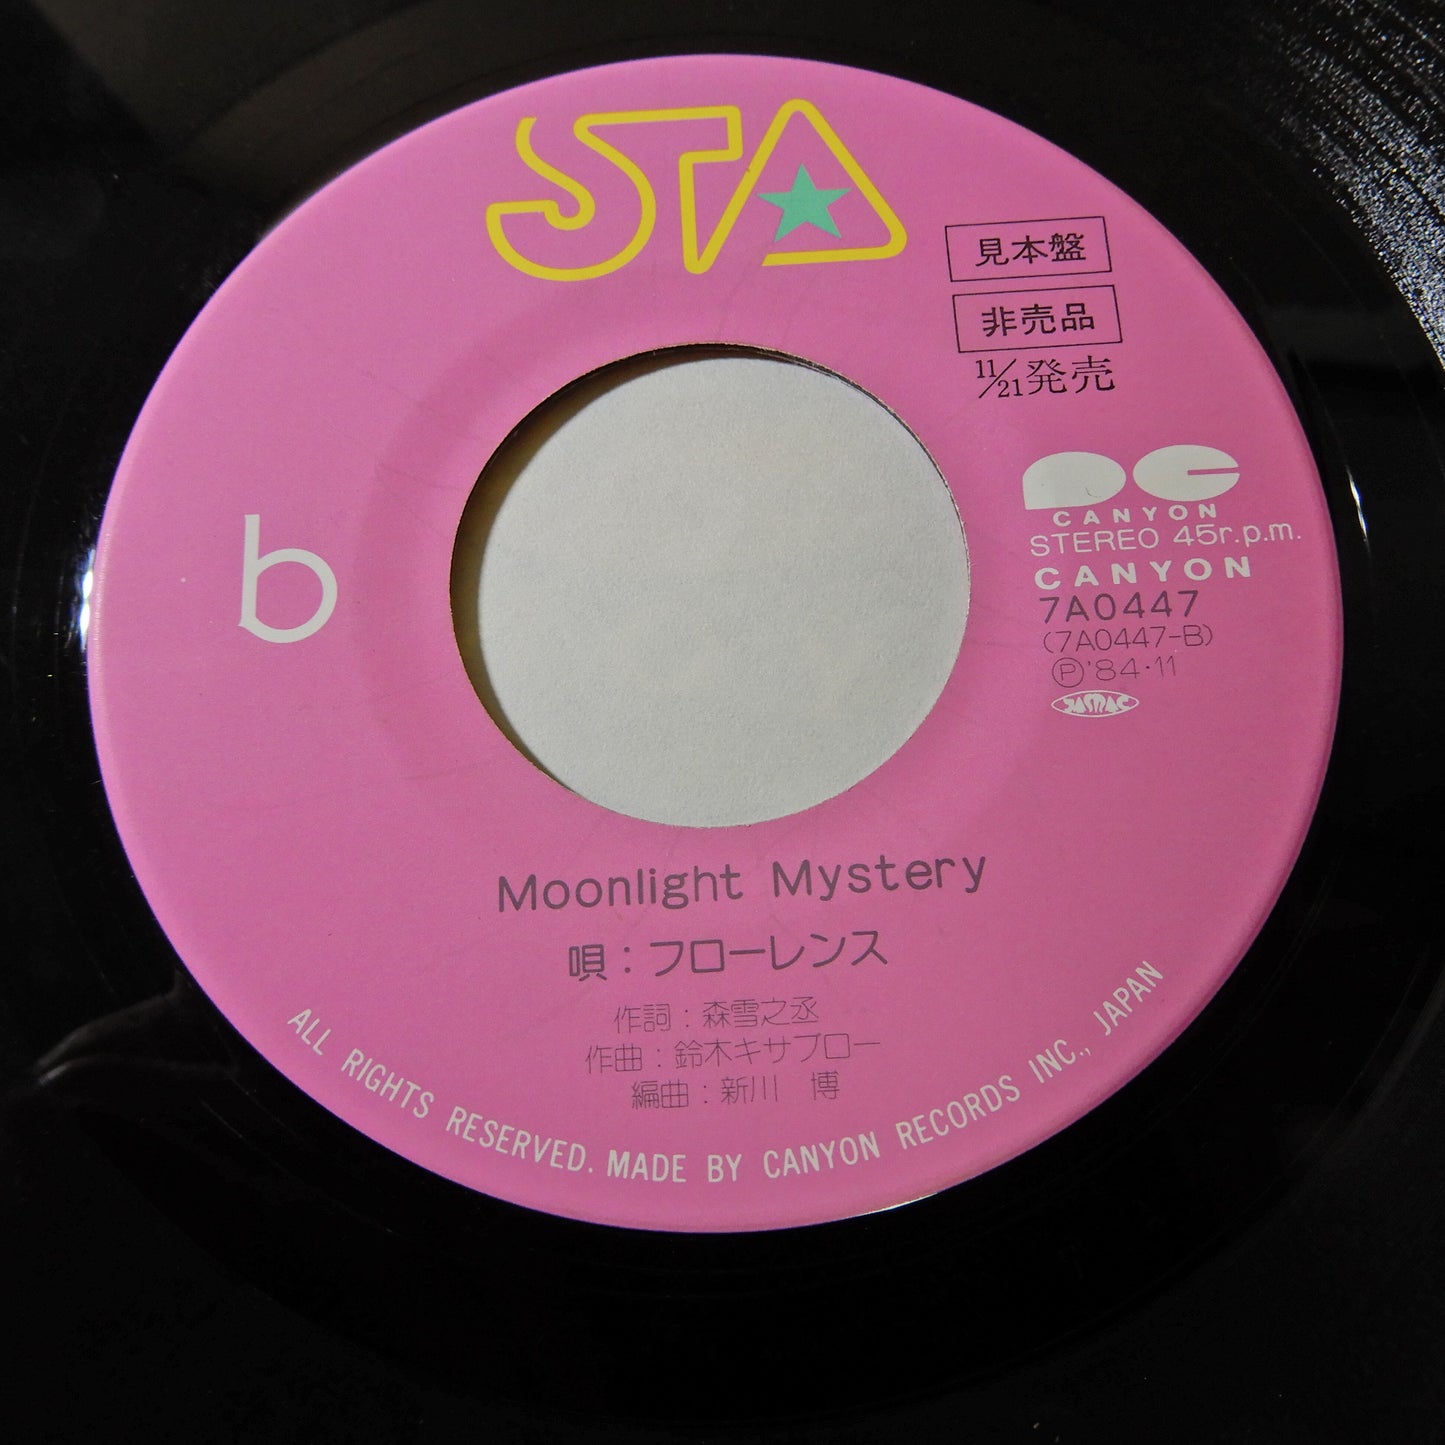 STA
見本盤
非売品
11/21発売
b
CANYON
STEREO 45r.p.m.
CANYON
7A0447
(7A0447-B)
Ⓟ'84・11
JASRAC
Moonlight Mystery
唄：フローレンス
作詞：森雪之丞
作曲：鈴木キサブロー
編曲：新川 博
ALL RIGHTS RESERVED. MADE BY CANYON RECORDS INC., JAPAN